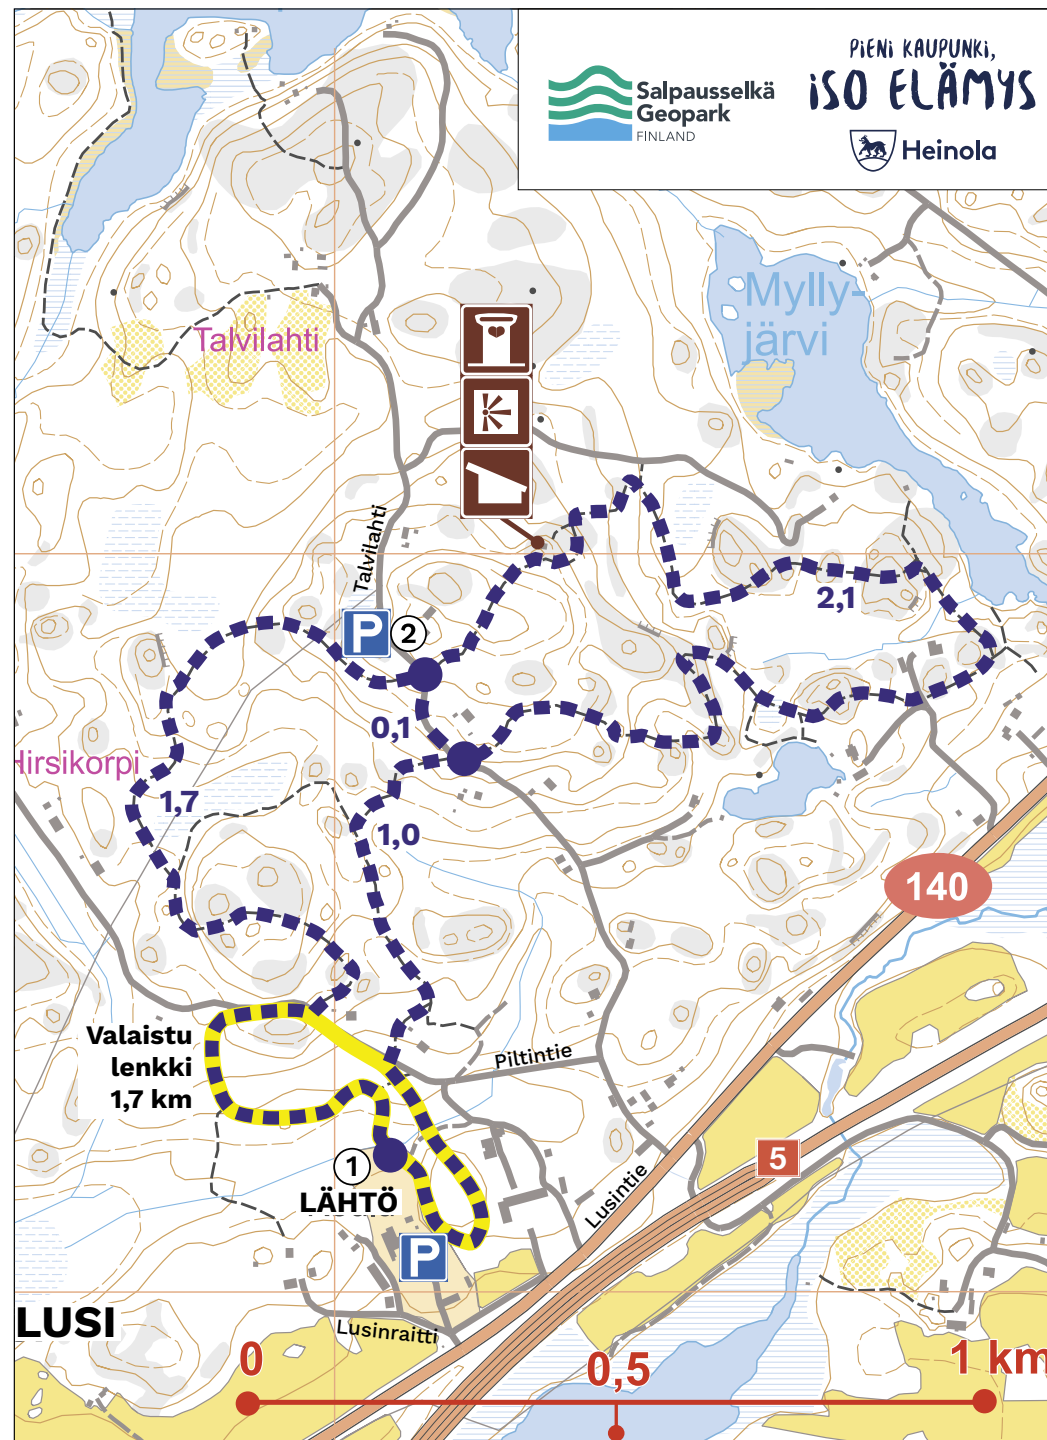 Salpausselkä
Geopark
FINLAND
PIENI KAUPUNKI,
ISO ELÄMYS
Heinola
Mylly-
järvi
Talvilahti
Talvilahti
P
2
2,1
0,1
Hirsikorpi
1,7
1,0
140
Valaistu
lenkki
1,7 km
Piltintie
1
LÄHTÖ
5
Lusintie
P
LUSI
Lusinraitti
0
0,5
1 km